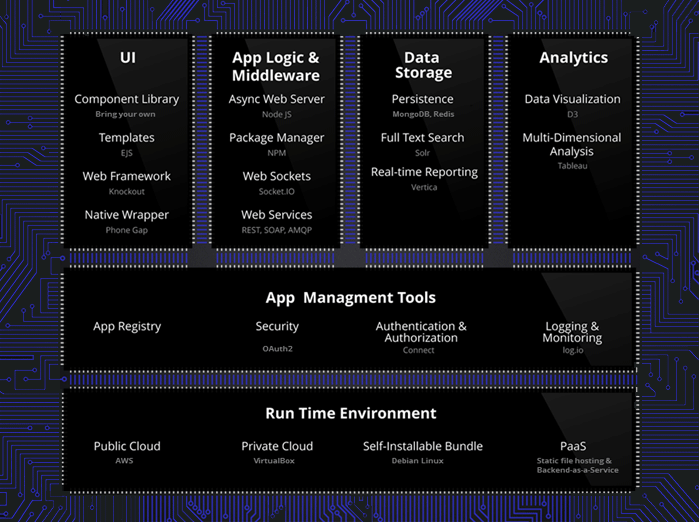 UI
Component Library
Bring your own
Templates
EJS
Web Framework
Knockout
Native Wrapper
Phone Gap
App Logic &
Middleware
Async Web Server
Node JS
Package Manager
NPM
Web Sockets
Socket.IO
Web Services
REST, SOAP, AMQP
Data
Storage
Persistence
MongoDB, Redis
Full Text Search
Solr
Real-time Reporting
Vertica
Analytics
Data Visualization
D3
Multi-Dimensional
Analysis
Tableau
App Managment Tools
App Registry
Security
OAuth2
Authentication &
Authorization
Connect
Logging &
Monitoring
log.io
Run Time Environment
Public Cloud
AWS
Private Cloud
VirtualBox
Self-Installable Bundle
Debian Linux
PaaS
Static file hosting &
Backend-as-a-Service